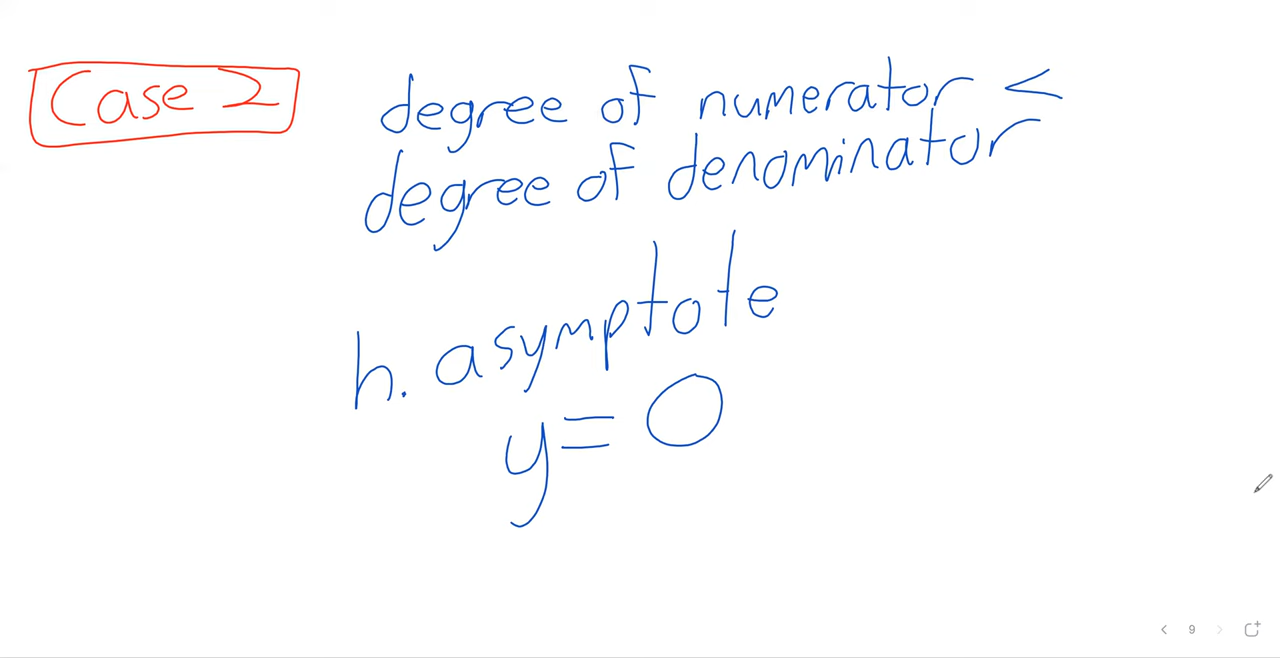 Case 2
degree of numerator <
degree of denominator
h. asymptote
y = 0
9